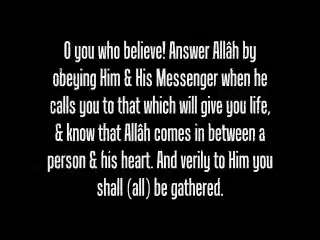 O you who believe! Answer Allâh by
obeying Him & His Messenger when he
calls you to that which will give you life,
& know that Allâh comes in between a
person & his heart. And verily to Him you
shall (all) be gathered.